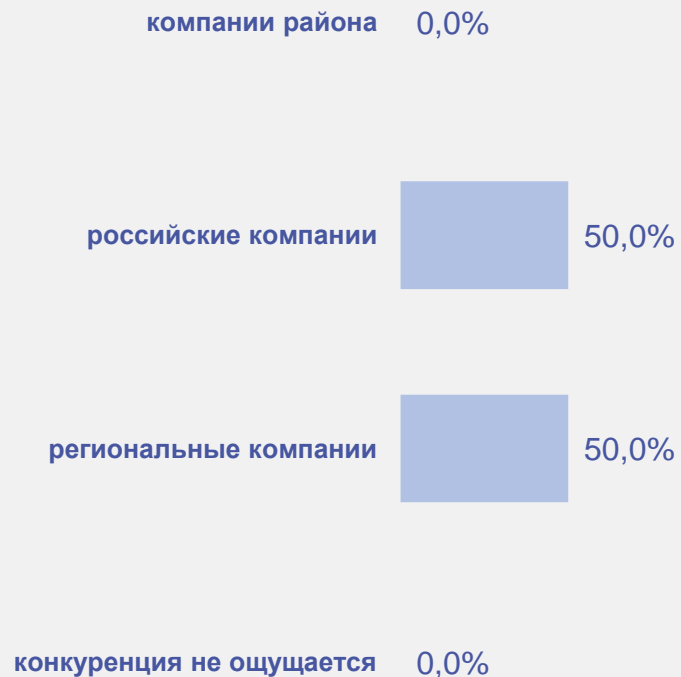 компании района 0,0%
российские компании 50,0%
региональные компании 50,0%
конкуренция не ощущается 0,0%